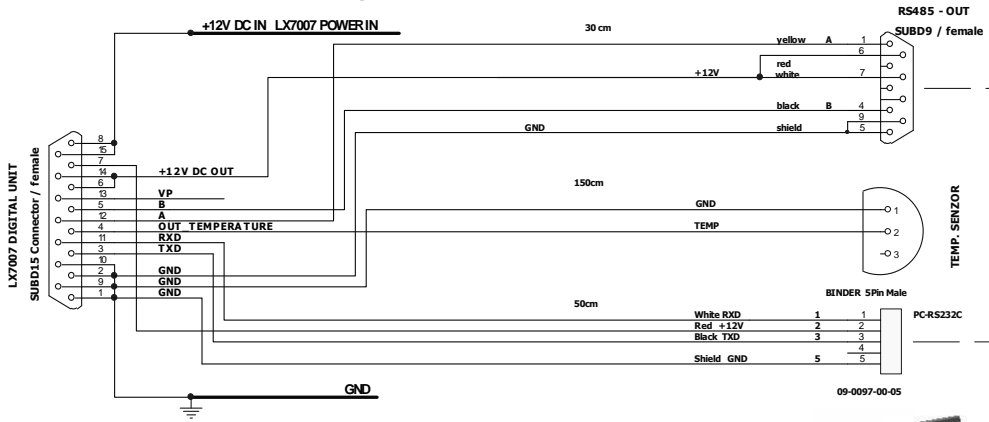 RS485 - OUT
SUBD9 / female
+12V DC IN LX7007 POWER IN
30 cm
yellow A 1
6
red
+12V white 7
black B 4
9
GND shield 5
LX7007 DIGITAL UNIT
SUBD15 Connector / female
8
15
7
14 +12V DC OUT
6
13 VP
5 B
12 A
4 OUT_TEMPERATURE
11 RXD
3 TXD
10
2 GND
9 GND
1 GND
150cm
GND 1
TEMP 2
3
TEMP. SENZOR
BINDER 5Pin Male
50cm
White RXD 1 1
Red +12V 2 2
Black TXD 3 3
4
Shield GND 5 5
PC-RS232C
09-0097-00-05
GND